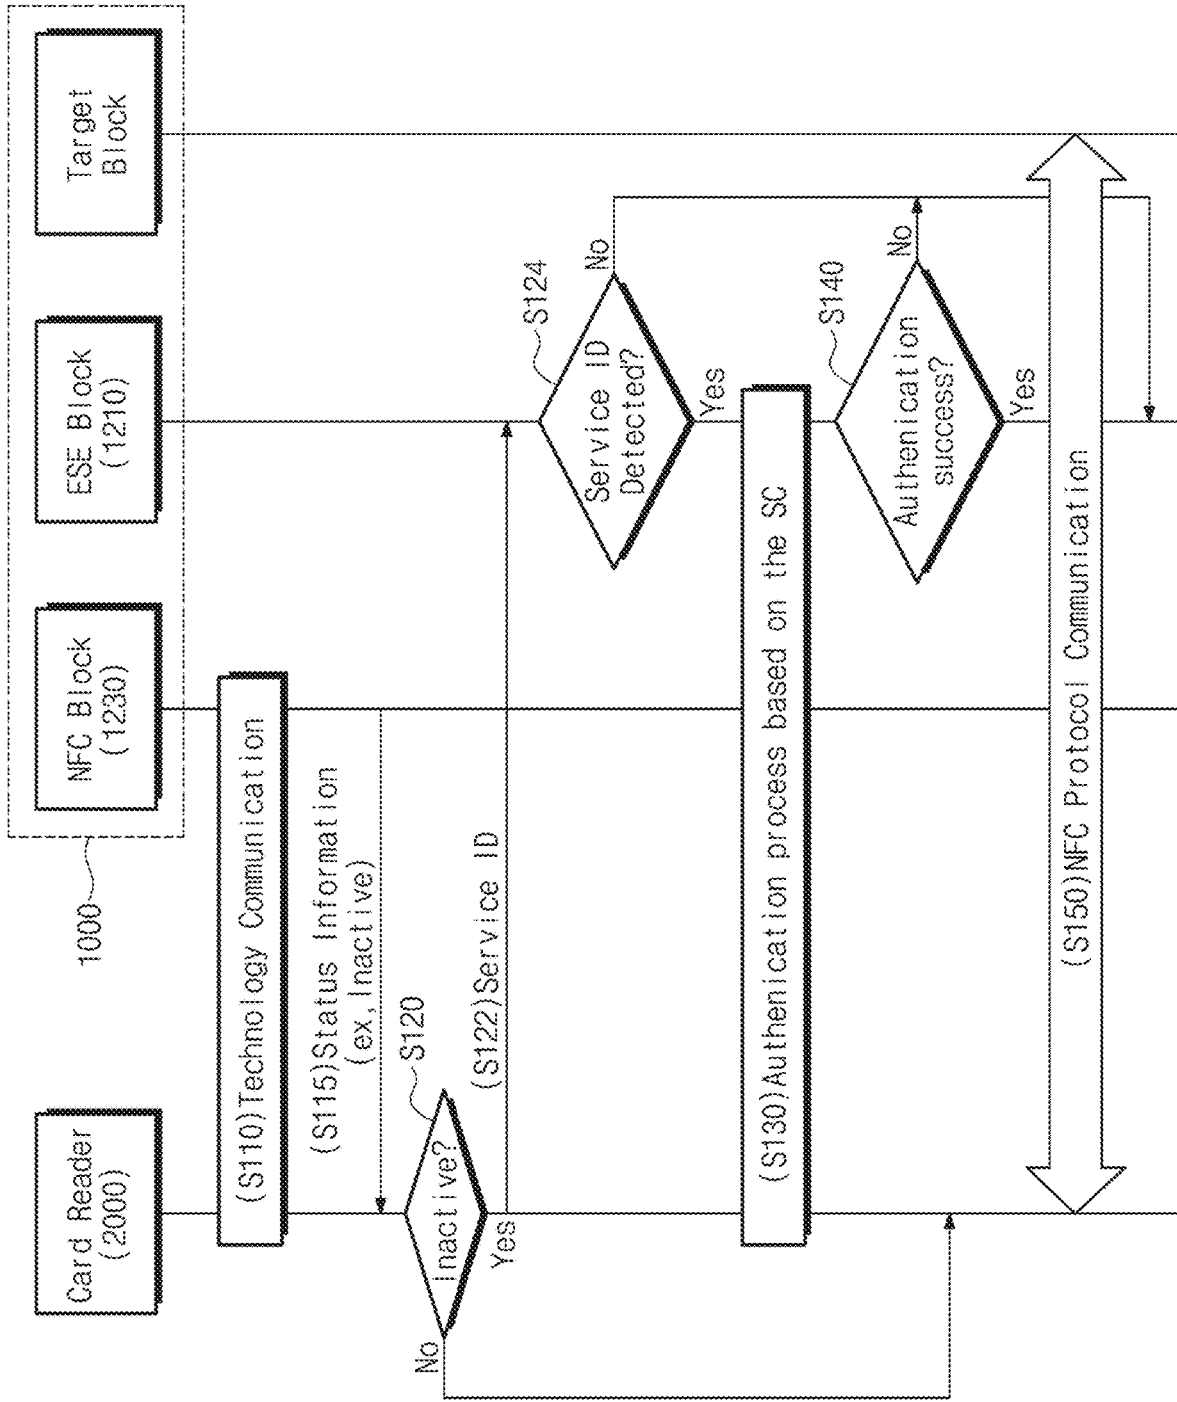 Card Reader
(2000)
NFC Block
(1230)
ESE Block
(1210)
Target
Block
1000
(S110)Technology Communication
(S115)Status Information
(ex,Inactive)
S120
Inactive?
No
Yes
(S122)Service ID
S124
Service ID
Detected?
No
Yes
(S130)Authenication process based on the SC
S140
Authenication
success?
No
Yes
(S150)NFC Protocol Communication